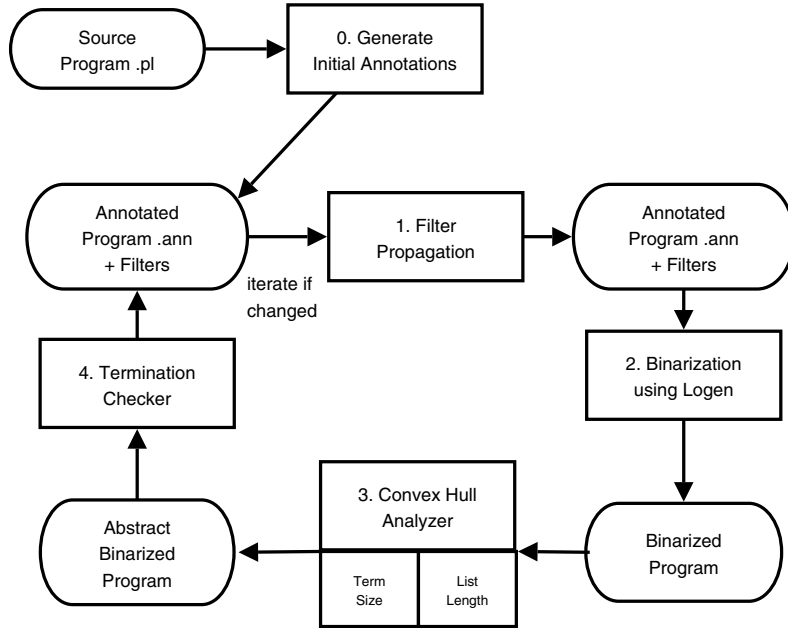 Source
Program .pl
0. Generate
Initial Annotations
Annotated
Program .ann
+ Filters
iterate if
changed
1. Filter
Propagation
Annotated
Program .ann
+ Filters
2. Binarization
using Logen
Binarized
Program
3. Convex Hull
Analyzer
Term
Size
List
Length
Abstract
Binarized
Program
4. Termination
Checker